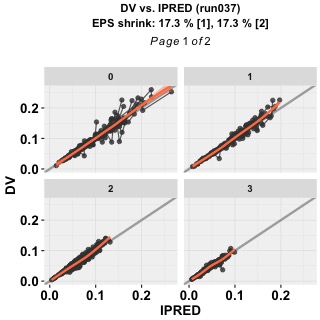 DV vs. IPRED (run037)
EPS shrink: 17.3 % [1], 17.3 % [2]
Page 1 of 2
0 1
0.2
0.1
0.0
2 3
0.2
0.1
0.0
DV
0.0 0.1 0.2 0.0 0.1 0.2
IPRED